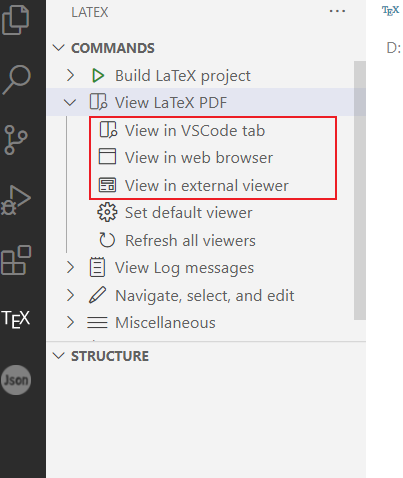 LATEX
TEX
D:
COMMANDS
Build LaTeX project
View LaTeX PDF
View in VSCode tab
View in web browser
View in external viewer
Set default viewer
Refresh all viewers
View Log messages
Navigate, select, and edit
TEX
Miscellaneous
STRUCTURE
Json